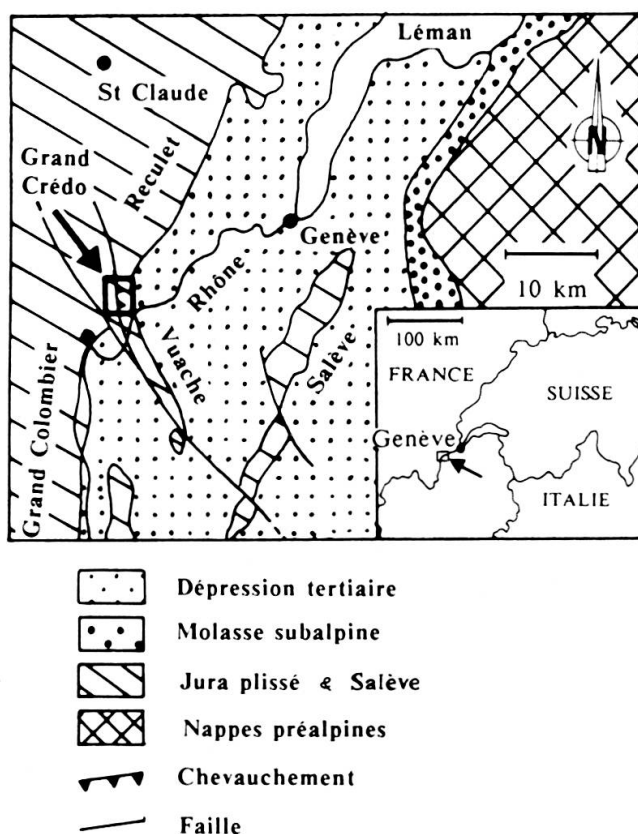 Léman
St Claude
Grand
Crédo
Reculet
N
Genève
Rhône
10 km
Vuache
Salève
Grand Colombier
100 km
FRANCE
SUISSE
Genève
ITALIE
Dépression tertiaire
Molasse subalpine
Jura plissé & Salève
Nappes préalpines
Chevauchement
Faille